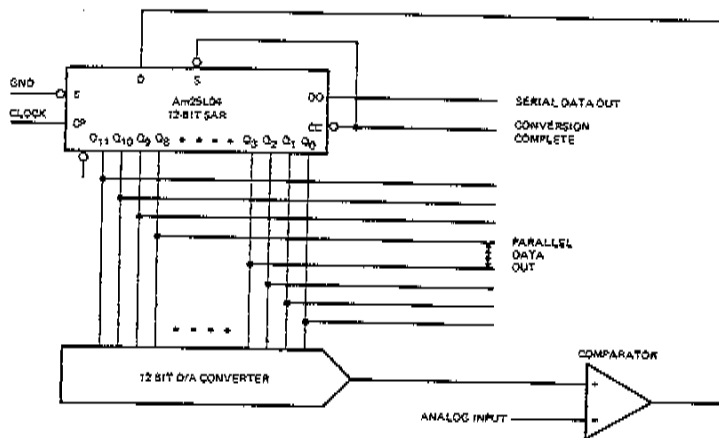 D
S
GND
E
Am25L04
12-BIT SAR
DO
SERIAL DATA OUT
CLOCK
CP
CC
CONVERSION
COMPLETE
Q11 Q10 Q9 Q8 • • • • Q3 Q2 Q1 Q0
PARALLEL
DATA
OUT
• • • •
COMPARATOR
12 BIT D/A CONVERTER
+
ANALOG INPUT
−